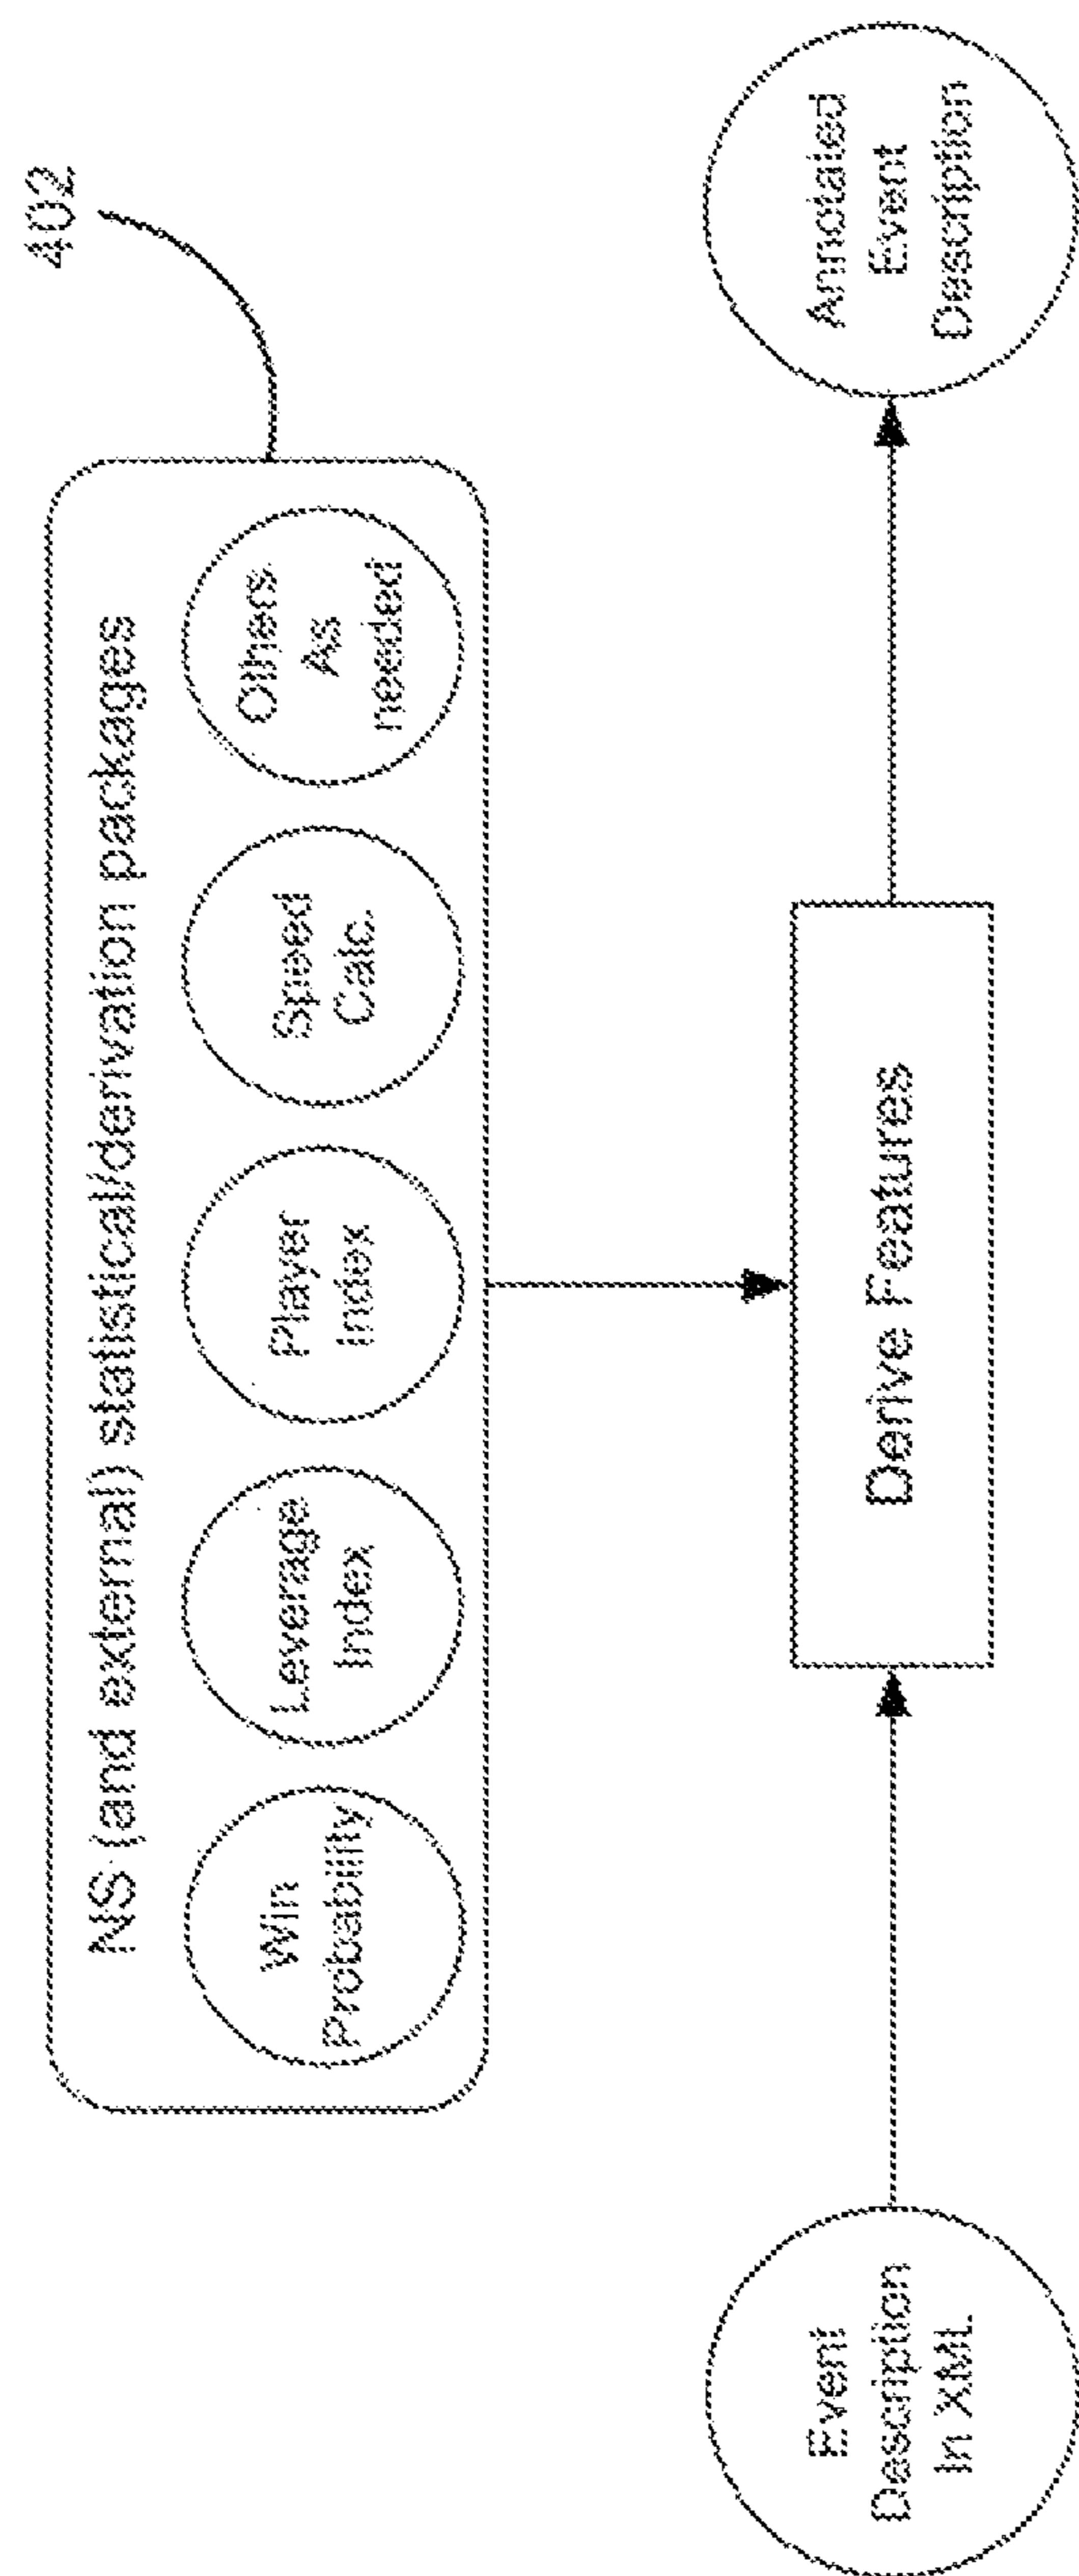 402
NS (and external) statistical/derivation packages
Win
Probability
Leverage
Index
Player
Index
Speed
Calc.
Others
As
needed
Event
Description
In XML
Derive Features
Annotated
Event
Description